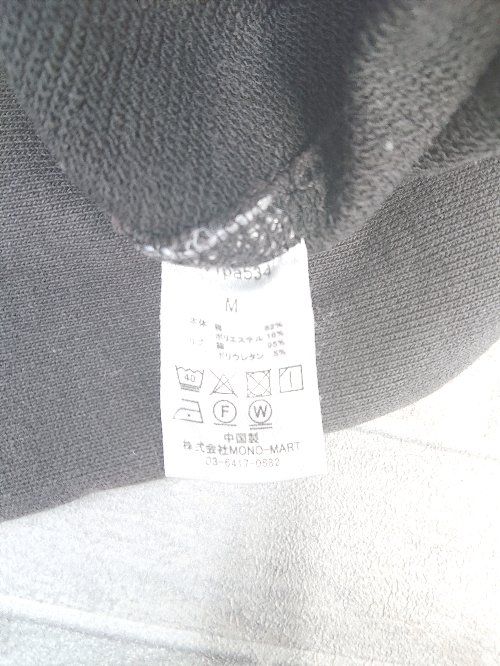 pa534
M
本体 綿 82%
ポリエステル 18%
リブ 綿 95%
ポリウレタン 5%
40
F W
中国製
株式会社MONO-MART
03-6417-0582